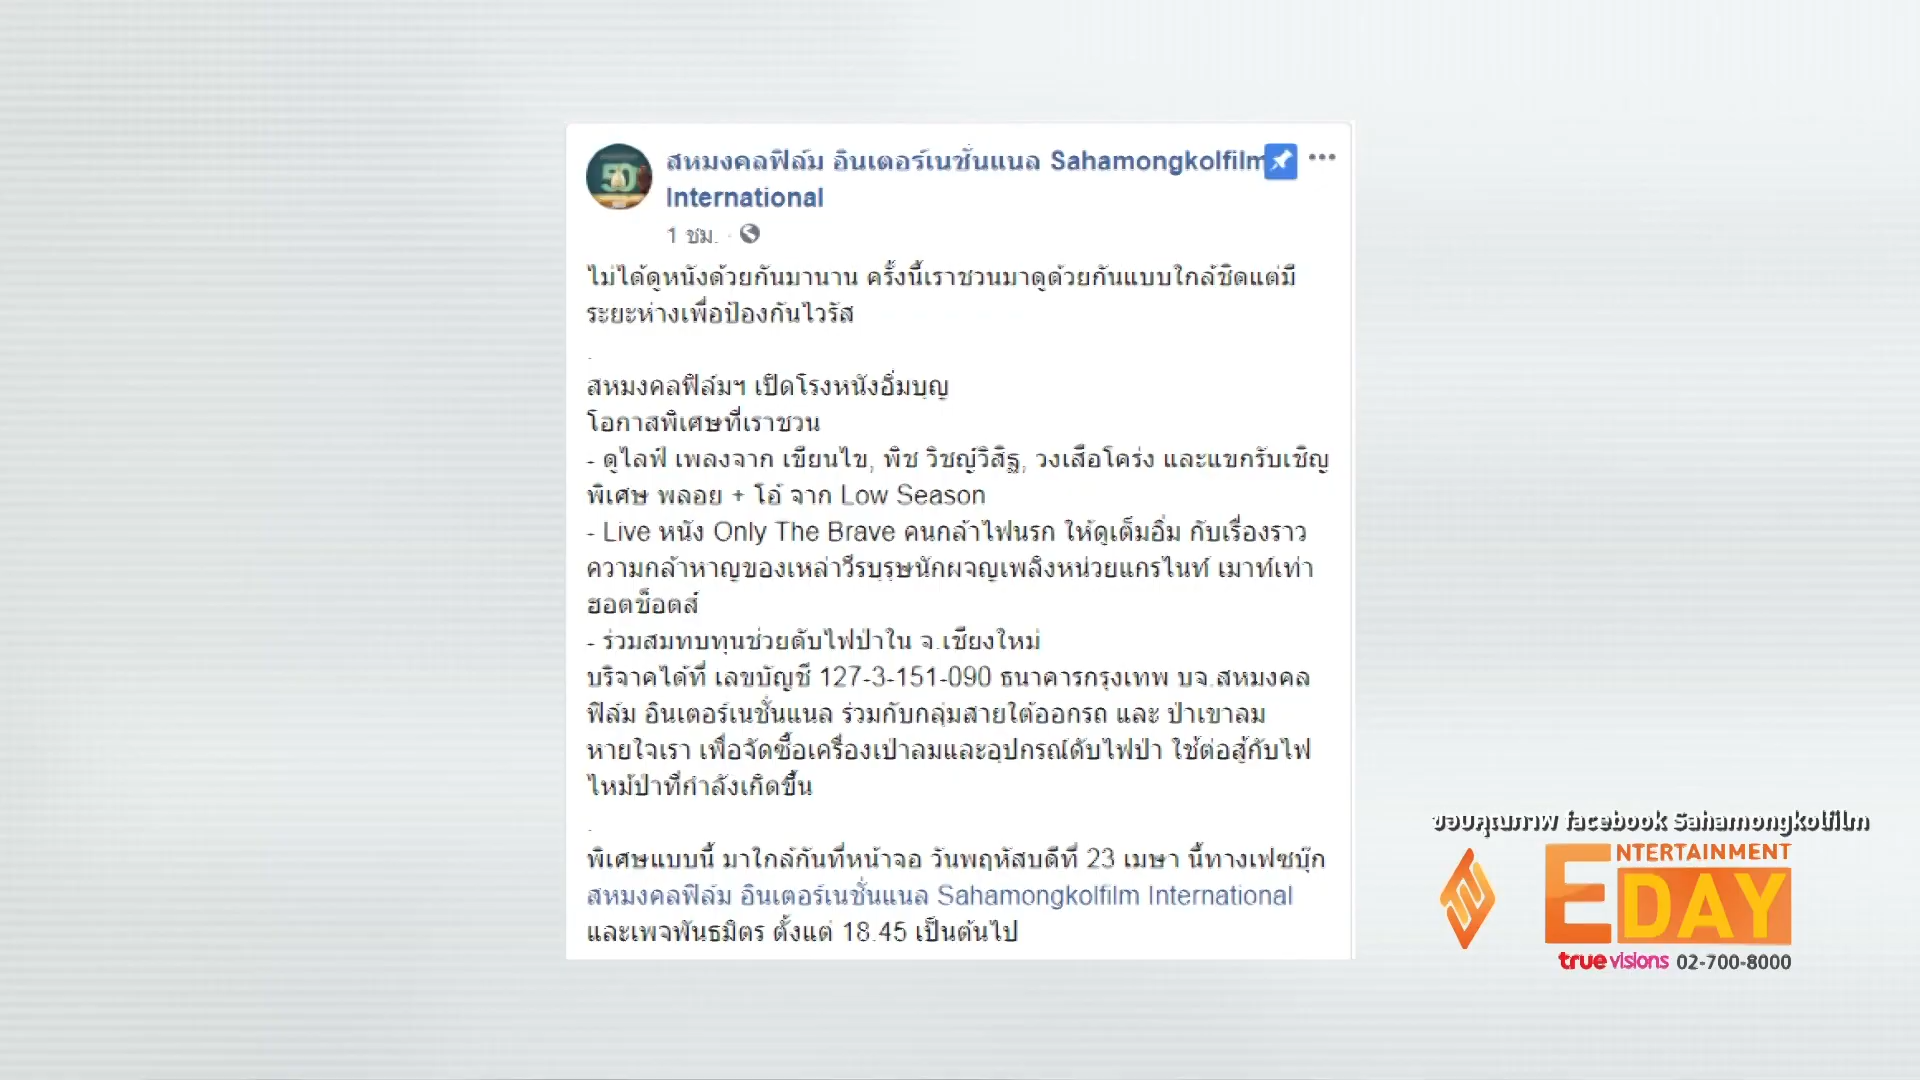 สหมงคลฟิล์ม อินเตอร์เนชั่นแนล Sahamongkolfilm
International
1 ชม.
ไม่ได้ดูหนังด้วยกันมานาน ครั้งนี้เราชวนมาดูด้วยกันแบบใกล้ชิดแต่มี
ระยะห่างเพื่อป้องกันไวรัส
.
สหมงคลฟิล์มฯ เปิดโรงหนังอิ่มบุญ
โอกาสพิเศษที่เราชวน
- ดูไลฟ์ เพลงจาก เขียนไข, พีช วิชญ์วิสิฐ, วงเสือโคร่ง และแขกรับเชิญ
พิเศษ พลอย + โอ๋ จาก Low Season
- Live หนัง Only The Brave คนกล้าไฟนรก ให้ดูเต็มอิ่ม กับเรื่องราว
ความกล้าหาญของเหล่าวีรบุรุษนักผจญเพลิงหน่วยแกรไนท์ เมาท์เท่า
ฮอตช็อตส์
- ร่วมสมทบทุนช่วยดับไฟป่าใน จ.เชียงใหม่
บริจาคได้ที่ เลขบัญชี 127-3-151-090 ธนาคารกรุงเทพ บจ.สหมงคล
ฟิล์ม อินเตอร์เนชั่นแนล ร่วมกับกลุ่มสายใต้ออกรถ และ ป่าเขาลม
หายใจเรา เพื่อจัดซื้อเครื่องเป่าลมและอุปกรณ์ดับไฟป่า ใช้ต่อสู้กับไฟ
ไหม้ป่าที่กำลังเกิดขึ้น
.
พิเศษแบบนี้ มาใกล้กันที่หน้าจอ วันพฤหัสบดีที่ 23 เมษา นี้ทางเฟซบุ๊ก
สหมงคลฟิล์ม อินเตอร์เนชั่นแนล Sahamongkolfilm International
และเพจพันธมิตร ตั้งแต่ 18.45 เป็นต้นไป
ขอบคุณภาพ facebook Sahamongkolfilm
ENTERTAINMENT
DAY
truevisions 02-700-8000